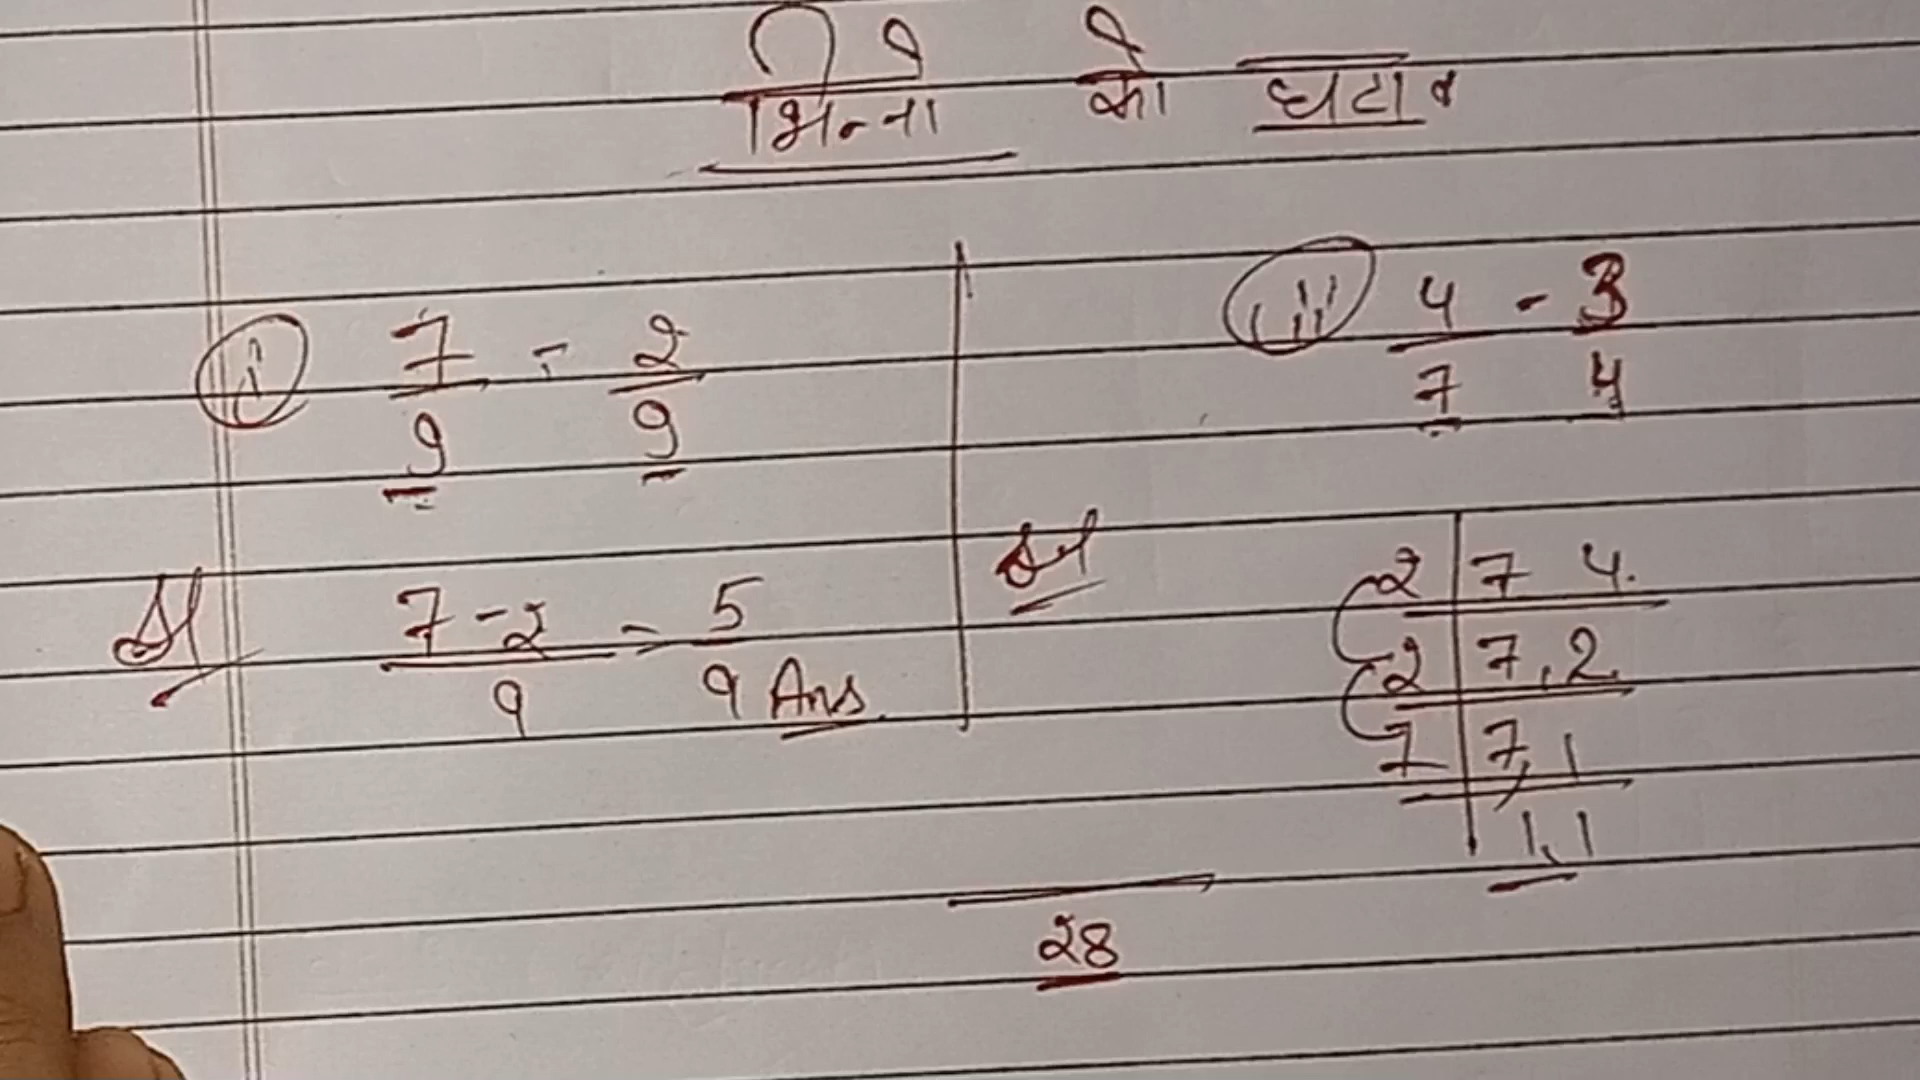 भिन्नो को घटाव
(i) 7/9 - 2/9
Sol 7-2/9 = 5/9 Ans.
(iii) 4/7 - 3/4
Sol
2 | 7 4.
2 | 7, 2.
7 | 7, 1
1, 1
/28